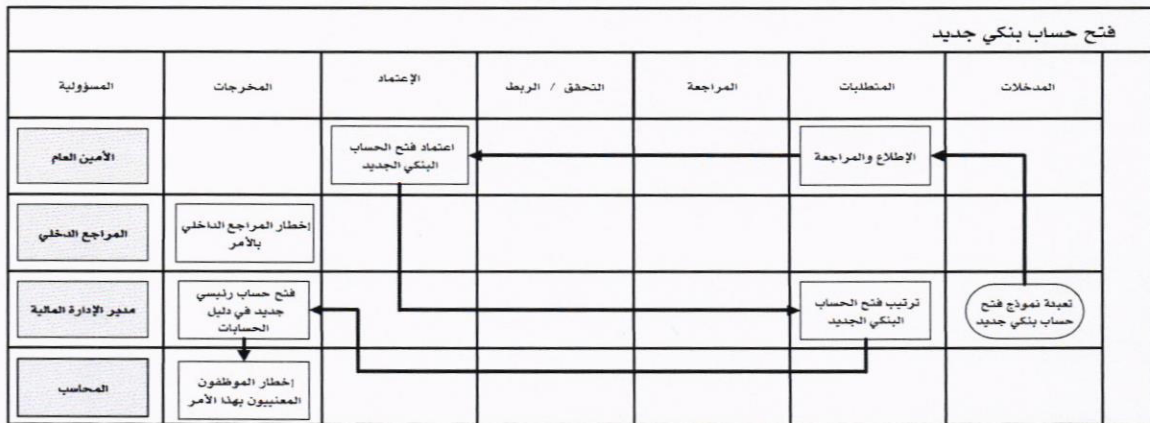 فتح حساب بنكي جديد
المدخلات
المتطلبات
المراجعة
التحقق / الربط
الإعتماد
المخرجات
المسؤولية
الإطلاع والمراجعة
اعتماد فتح الحساب
البنكي الجديد
الأمين العام
إخطار المراجع الداخلي
بالأمر
المراجع الدخلي
تعبئة نموذج فتح
حساب بنكي جديد
ترتيب فتح الحساب
البنكي الجديد
فتح حساب رئيسي
جديد في دليل
الحسابات
مدير الإدارة المالية
إخطار الموظفون
المعنييون بهذا الأمر
المحاسب